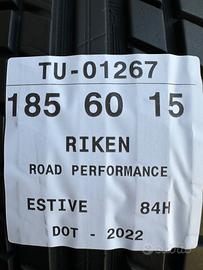 TU-01267
185 60 15
RIKEN
ROAD PERFORMANCE
ESTIVE 84H
DOT - 2022